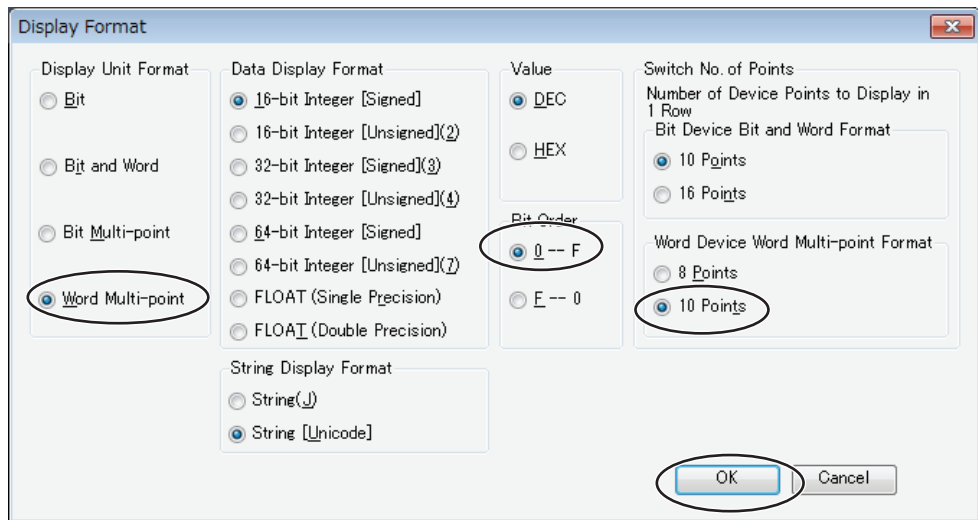 Display Format
Display Unit Format
Bit
Bit and Word
Bit Multi-point
Word Multi-point
Data Display Format
16-bit Integer [Signed]
16-bit Integer [Unsigned](2)
32-bit Integer [Signed](3)
32-bit Integer [Unsigned](4)
64-bit Integer [Signed]
64-bit Integer [Unsigned](7)
FLOAT (Single Precision)
FLOAT (Double Precision)
String Display Format
String(J)
String [Unicode]
Value
DEC
HEX
Bit Order
0 -- F
F -- 0
Switch No. of Points
Number of Device Points to Display in
1 Row
Bit Device Bit and Word Format
10 Points
16 Points
Word Device Word Multi-point Format
8 Points
10 Points
OK
Cancel